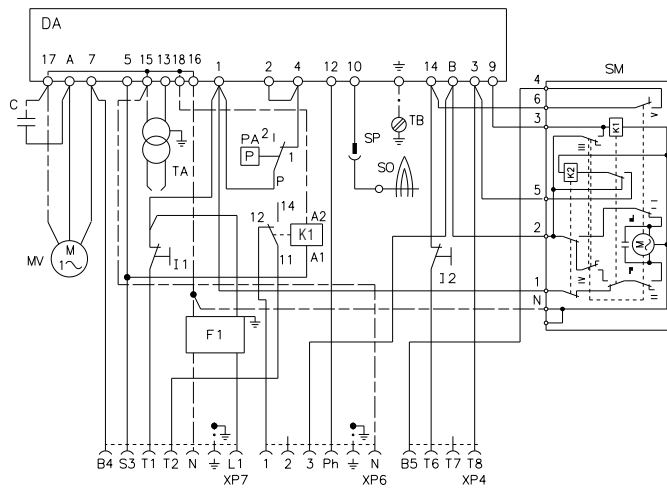 DA
17 A 7 5 15 13 18 16 1 2 4 12 10 14 B 3 9
SM
4
6
3
5
2
1
N
C
TA
PA
P
2
1
P
SP
SO
TB
K1
K2
V
III
I
IV
II
M
MV
M
1~
I1
12
14
11
A2
K1
A1
I2
F1
B4 S3 T1 T2 N L1 1 2 3 Ph N B5 T6 T7 T8
XP7 XP6 XP4